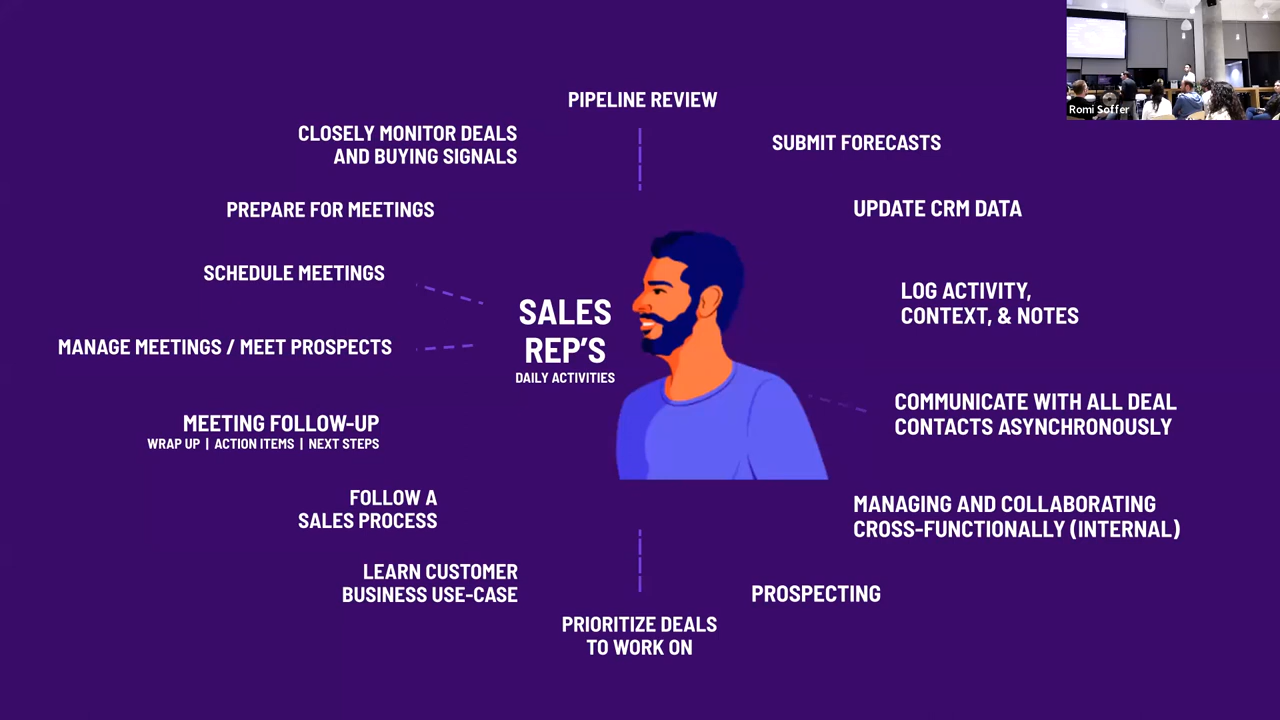 Romi Soffer
PIPELINE REVIEW
CLOSELY MONITOR DEALS
AND BUYING SIGNALS
SUBMIT FORECASTS
PREPARE FOR MEETINGS
UPDATE CRM DATA
SCHEDULE MEETINGS
LOG ACTIVITY,
CONTEXT, & NOTES
SALES
REP'S
DAILY ACTIVITIES
MANAGE MEETINGS / MEET PROSPECTS
COMMUNICATE WITH ALL DEAL
CONTACTS ASYNCHRONOUSLY
MEETING FOLLOW-UP
WRAP UP | ACTION ITEMS | NEXT STEPS
FOLLOW A
SALES PROCESS
MANAGING AND COLLABORATING
CROSS-FUNCTIONALLY (INTERNAL)
LEARN CUSTOMER
BUSINESS USE-CASE
PROSPECTING
PRIORITIZE DEALS
TO WORK ON